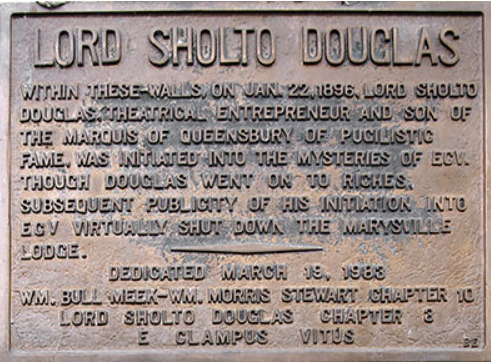 LORD SHOLTO DOUGLAS
WITHIN THESE WALLS, ON JAN. 22, 1896, LORD SHOLTO
DOUGLAS, THEATRICAL ENTREPRENEUR AND SON OF
THE MARQUIS OF QUEENSBURY OF PUGILISTIC
FAME, WAS INITIATED INTO THE MYSTERIES OF ECV.
THOUGH DOUGLAS WENT ON TO RICHES,
SUBSEQUENT PUBLICITY OF HIS INITIATION INTO
ECV VIRTUALLY SHUT DOWN THE MARYSVILLE
LODGE.
DEDICATED MARCH 19, 1983
WM. BULL MEEK-WM. MORRIS STEWART CHAPTER 10
LORD SHOLTO DOUGLAS CHAPTER 8
E CLAMPUS VITUS